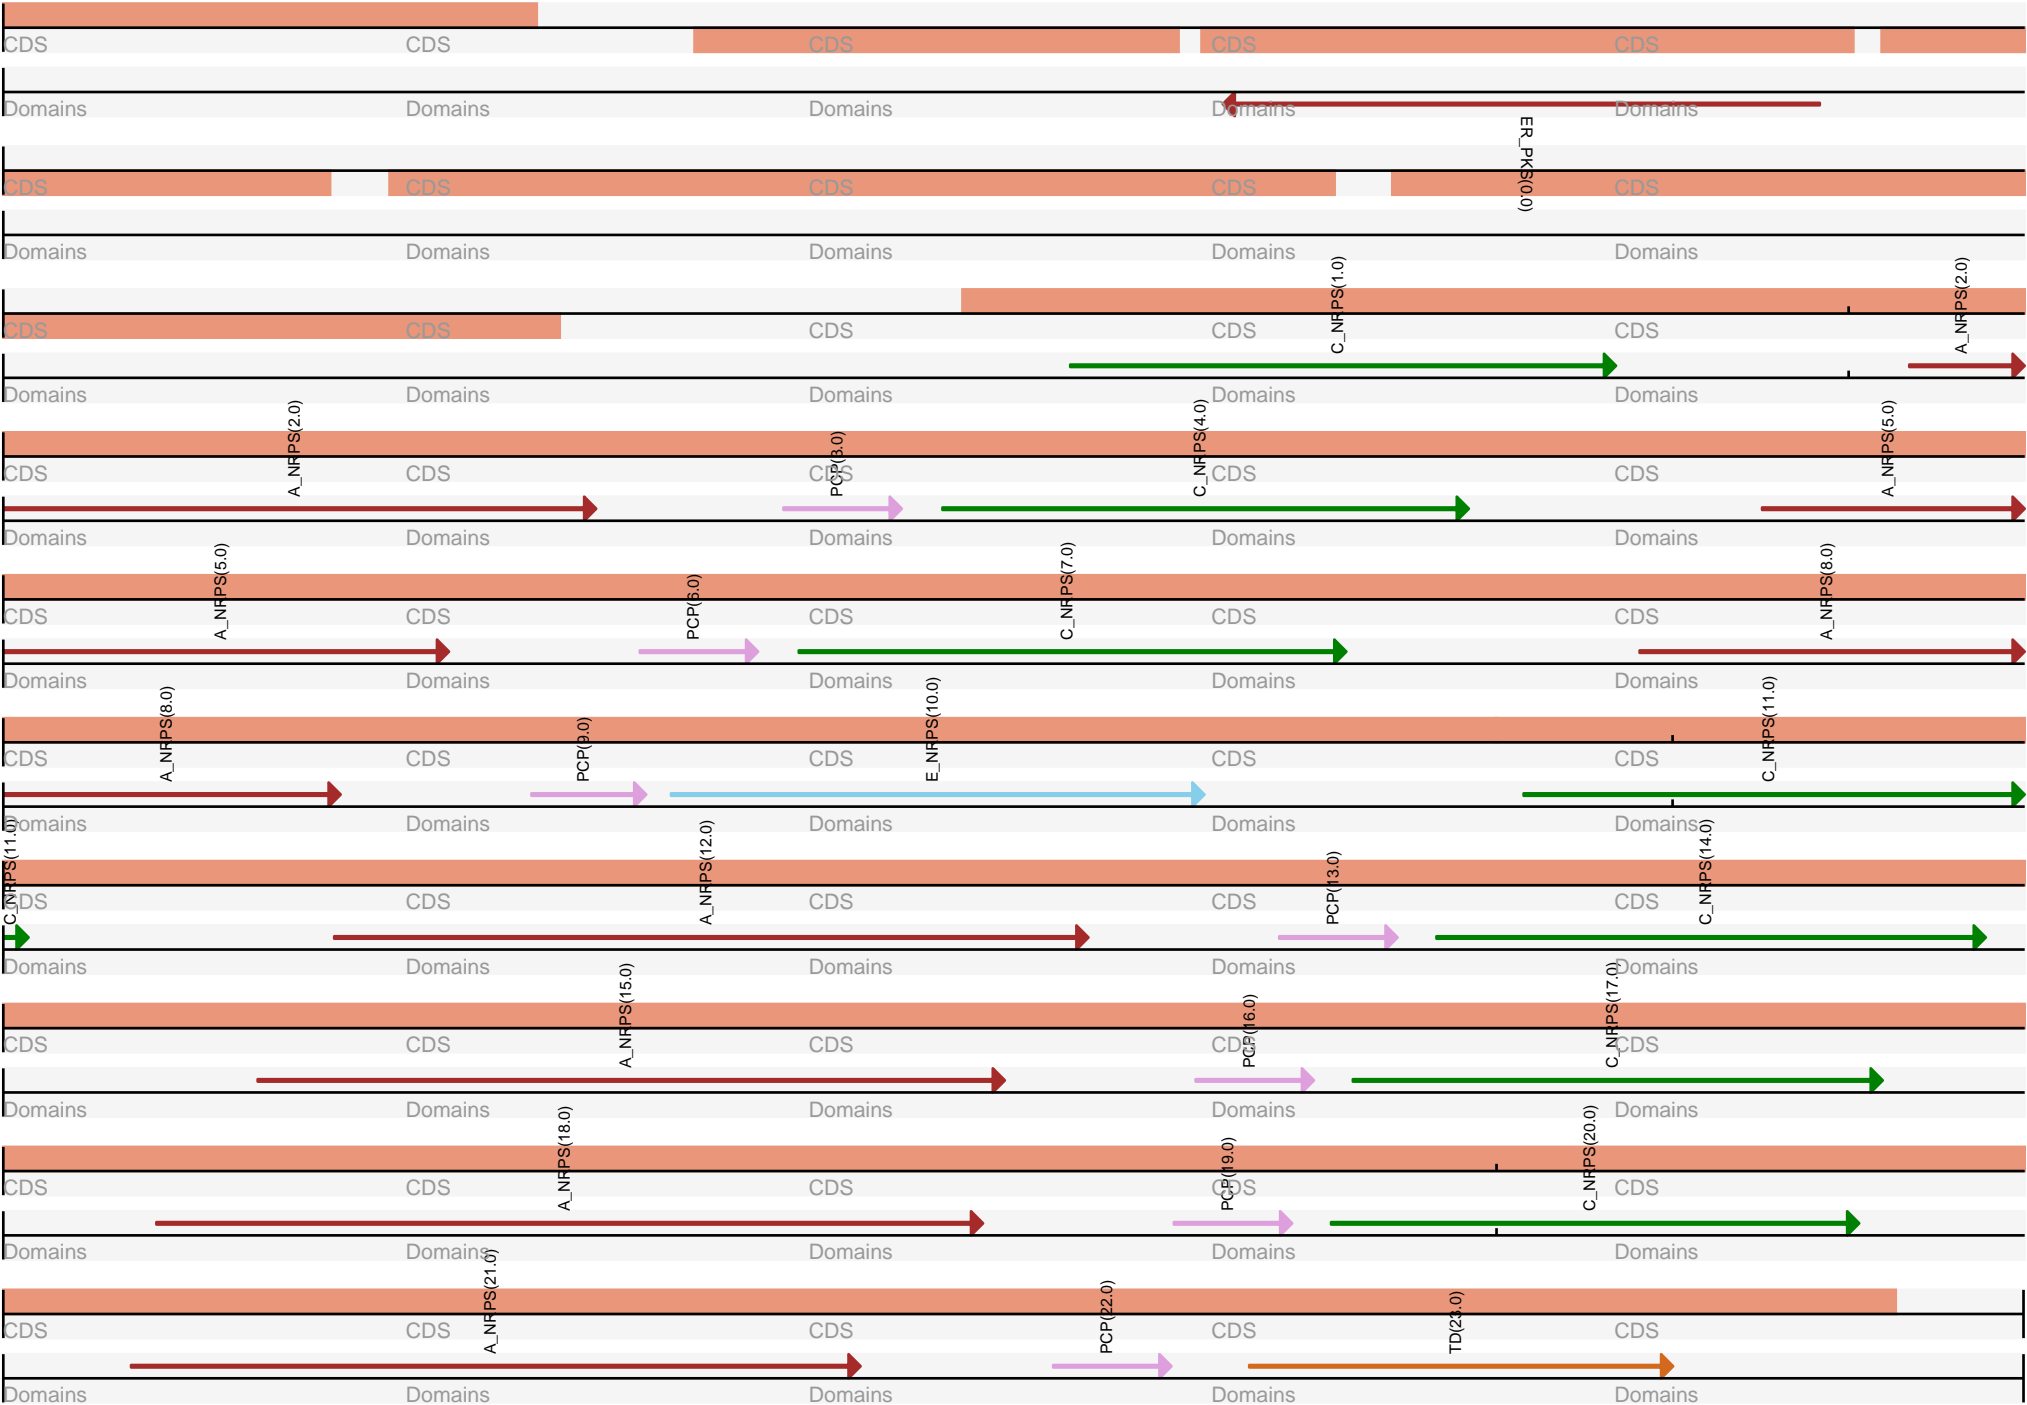 CDS CDS CDS CDS CDS
Domains Domains Domains Domains Domains
ER_PKS(0.0)
CDS CDS CDS CDS CDS
Domains Domains Domains Domains Domains
C_NRPS(1.0) A_NRPS(2.0)
CDS CDS CDS CDS CDS
Domains Domains Domains Domains Domains
A_NRPS(2.0) PCP(3.0) C_NRPS(4.0) A_NRPS(5.0)
CDS CDS CDS CDS CDS
Domains Domains Domains Domains Domains
A_NRPS(5.0) PCP(6.0) C_NRPS(7.0) A_NRPS(8.0)
CDS CDS CDS CDS CDS
Domains Domains Domains Domains Domains
A_NRPS(8.0) PCP(9.0) E_NRPS(10.0) C_NRPS(11.0)
CDS CDS CDS CDS CDS
Domains Domains Domains Domains Domains
C_NRPS(11.0) A_NRPS(12.0) PCP(13.0) C_NRPS(14.0)
CDS CDS CDS CDS CDS
Domains Domains Domains Domains Domains
A_NRPS(15.0) PCP(16.0) C_NRPS(17.0)
CDS CDS CDS CDS CDS
Domains Domains Domains Domains Domains
A_NRPS(18.0) PCP(19.0) C_NRPS(20.0)
CDS CDS CDS CDS CDS
Domains Domains Domains Domains Domains
A_NRPS(21.0) PCP(22.0) TD(23.0)
CDS CDS CDS CDS CDS
Domains Domains Domains Domains Domains